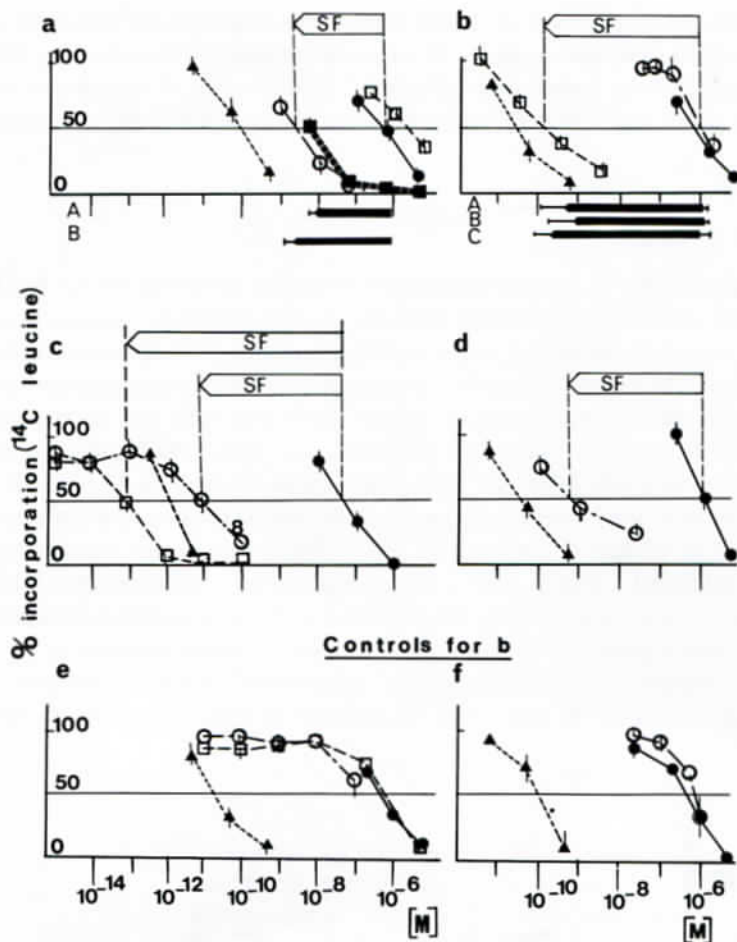 a
SF
100
50
0
A
B
b
SF
A
B
C
% incorporation (¹⁴C leucine)
c
SF
SF
100
50
0
d
SF
Controls for b
e
f
100
50
0
10⁻¹⁴ 10⁻¹² 10⁻¹⁰ 10⁻⁸ 10⁻⁶
[M]
10⁻¹⁰ 10⁻⁸ 10⁻⁶
[M]